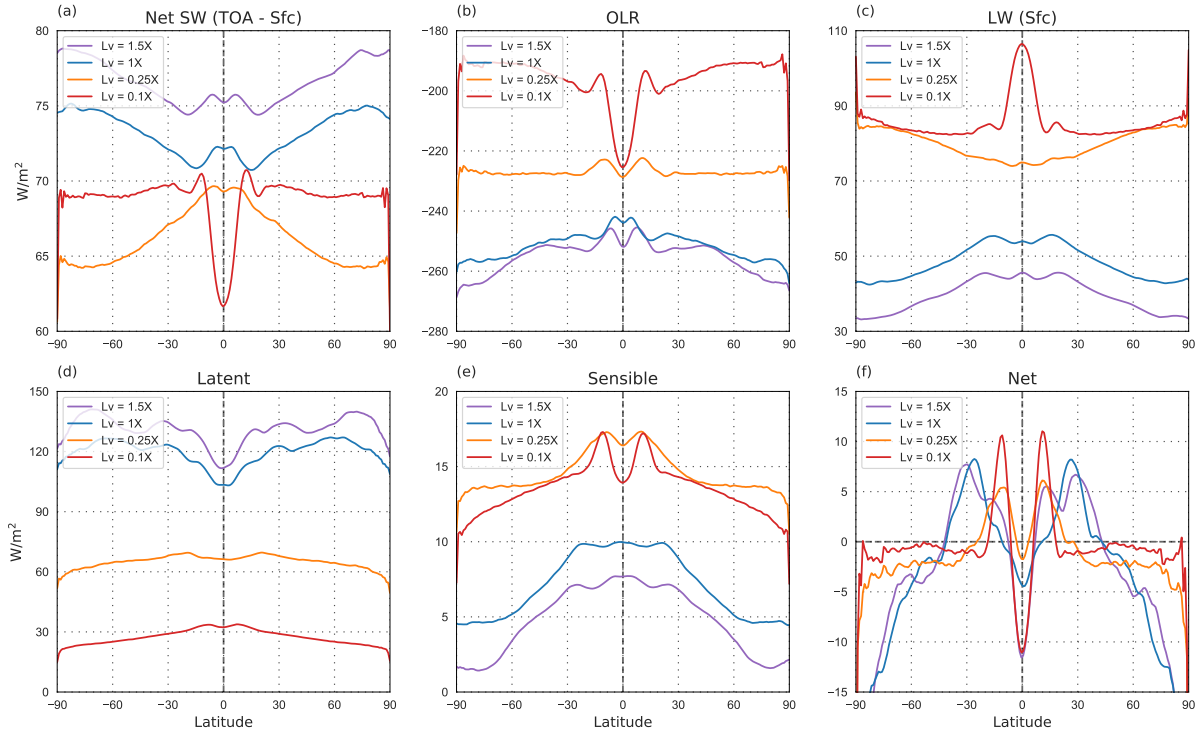 (a) Net SW (TOA - Sfc)
W/m²
80
75
70
65
60
Lv = 1.5X
Lv = 1X
Lv = 0.25X
Lv = 0.1X
−90 −60 −30 0 30 60 90
(b) OLR
−180
−200
−220
−240
−260
−280
Lv = 1.5X
Lv = 1X
Lv = 0.25X
Lv = 0.1X
−90 −60 −30 0 30 60 90
(c) LW (Sfc)
110
90
70
50
30
Lv = 1.5X
Lv = 1X
Lv = 0.25X
Lv = 0.1X
−90 −60 −30 0 30 60 90
(d) Latent
W/m²
150
120
90
60
30
0
Lv = 1.5X
Lv = 1X
Lv = 0.25X
Lv = 0.1X
−90 −60 −30 0 30 60 90
Latitude
(e) Sensible
20
15
10
5
0
Lv = 1.5X
Lv = 1X
Lv = 0.25X
Lv = 0.1X
−90 −60 −30 0 30 60 90
Latitude
(f) Net
15
10
5
0
−5
−10
−15
Lv = 1.5X
Lv = 1X
Lv = 0.25X
Lv = 0.1X
−90 −60 −30 0 30 60 90
Latitude